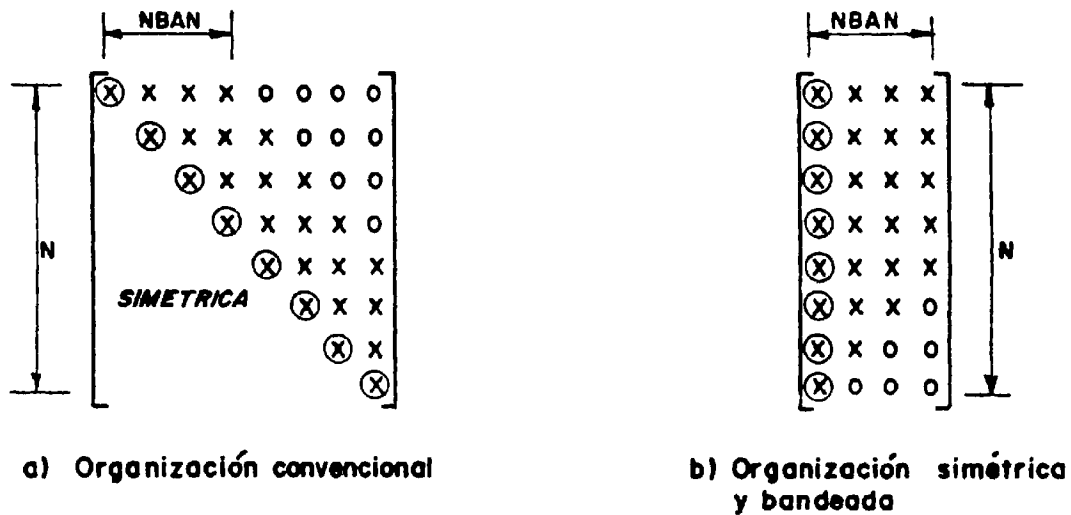 NBAN
NBAN
ⓧ x x x o o o o
ⓧ x x x o o o
ⓧ x x x o o
ⓧ x x x o
ⓧ x x x
ⓧ x x
ⓧ x
ⓧ
N
SIMETRICA
ⓧ x x x
ⓧ x x x
ⓧ x x x
ⓧ x x x
ⓧ x x x
ⓧ x x o
ⓧ x o o
ⓧ o o o
N
a) Organización convencional
b) Organización simétrica
y bandeada